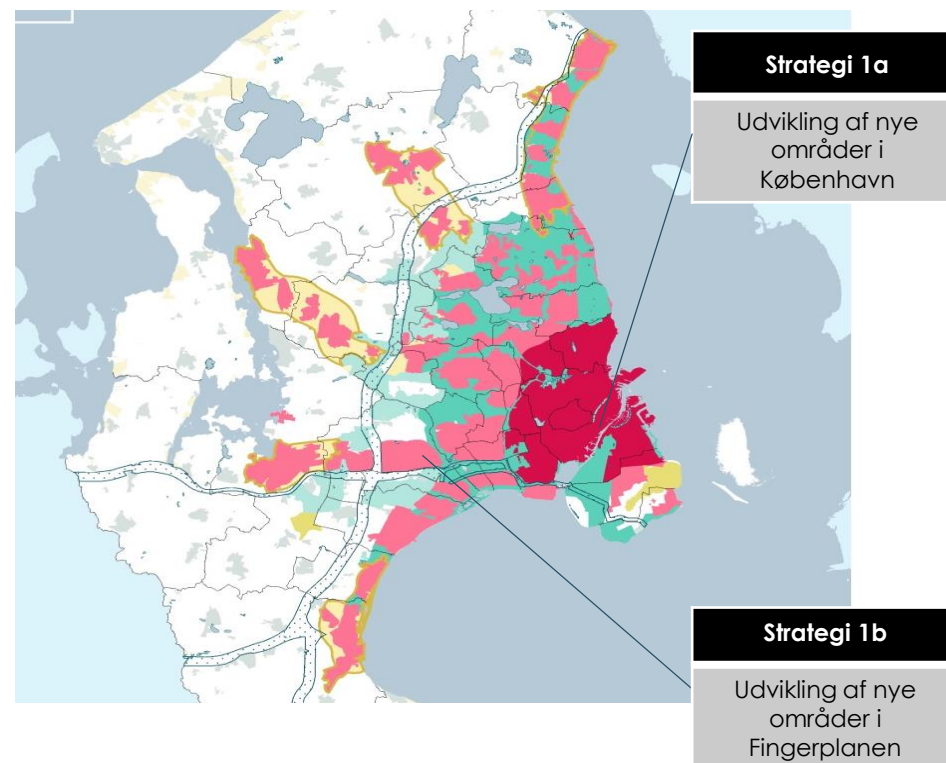 Strategi 1a
Udvikling af nye
områder i
København
Strategi 1b
Udvikling af nye
områder i
Fingerplanen